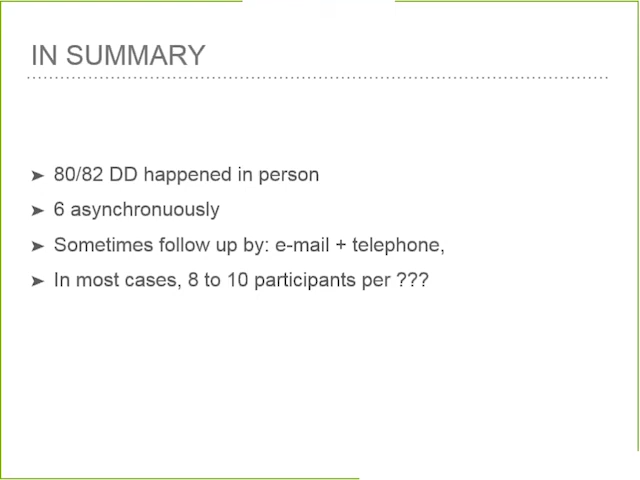 IN SUMMARY
➤ 80/82 DD happened in person
➤ 6 asynchronuously
➤ Sometimes follow up by: e-mail + telephone,
➤ In most cases, 8 to 10 participants per ???